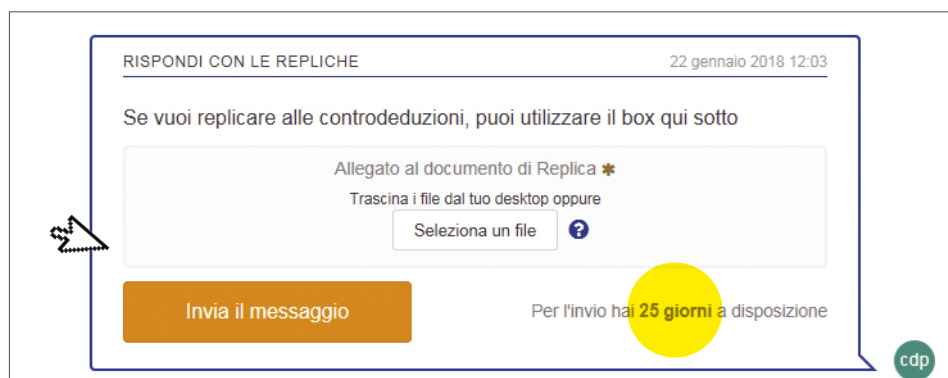 RISPONDI CON LE REPLICHE 22 gennaio 2018 12:03
Se vuoi replicare alle controdeduzioni, puoi utilizzare il box qui sotto
Allegato al documento di Replica ✱
Trascina i file dal tuo desktop oppure
Seleziona un file ?
Invia il messaggio Per l'invio hai 25 giorni a disposizione
cdp